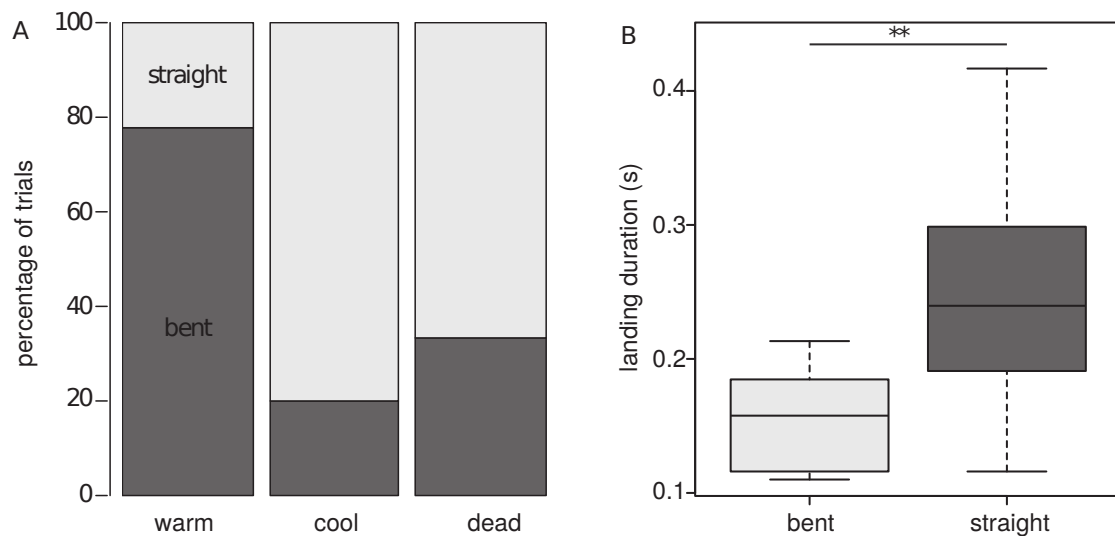 A
percentage of trials
100
80
60
40
20
0
straight
bent
warm cool dead
B
**
landing duration (s)
0.4
0.3
0.2
0.1
bent straight